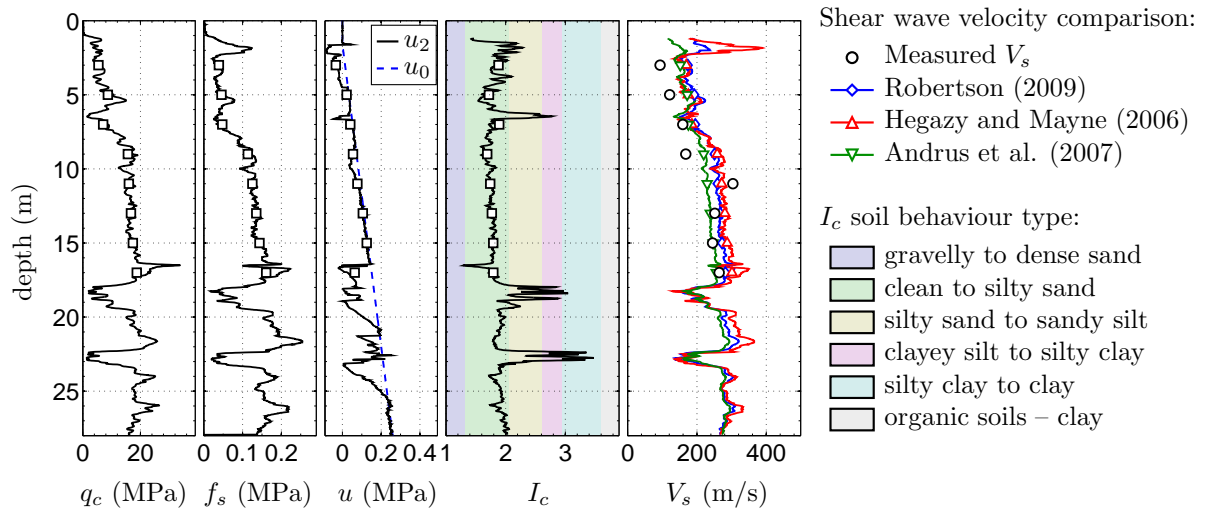 0
5
10
15
20
25
depth (m)
0 20
q_c (MPa)
0 0.1 0.2
f_s (MPa)
u_2
u_0
0 0.2 0.4
u (MPa)
1 2 3
I_c
0 200 400
V_s (m/s)
Shear wave velocity comparison:
Measured V_s
Robertson (2009)
Hegazy and Mayne (2006)
Andrus et al. (2007)
I_c soil behaviour type:
gravelly to dense sand
clean to silty sand
silty sand to sandy silt
clayey silt to silty clay
silty clay to clay
organic soils – clay